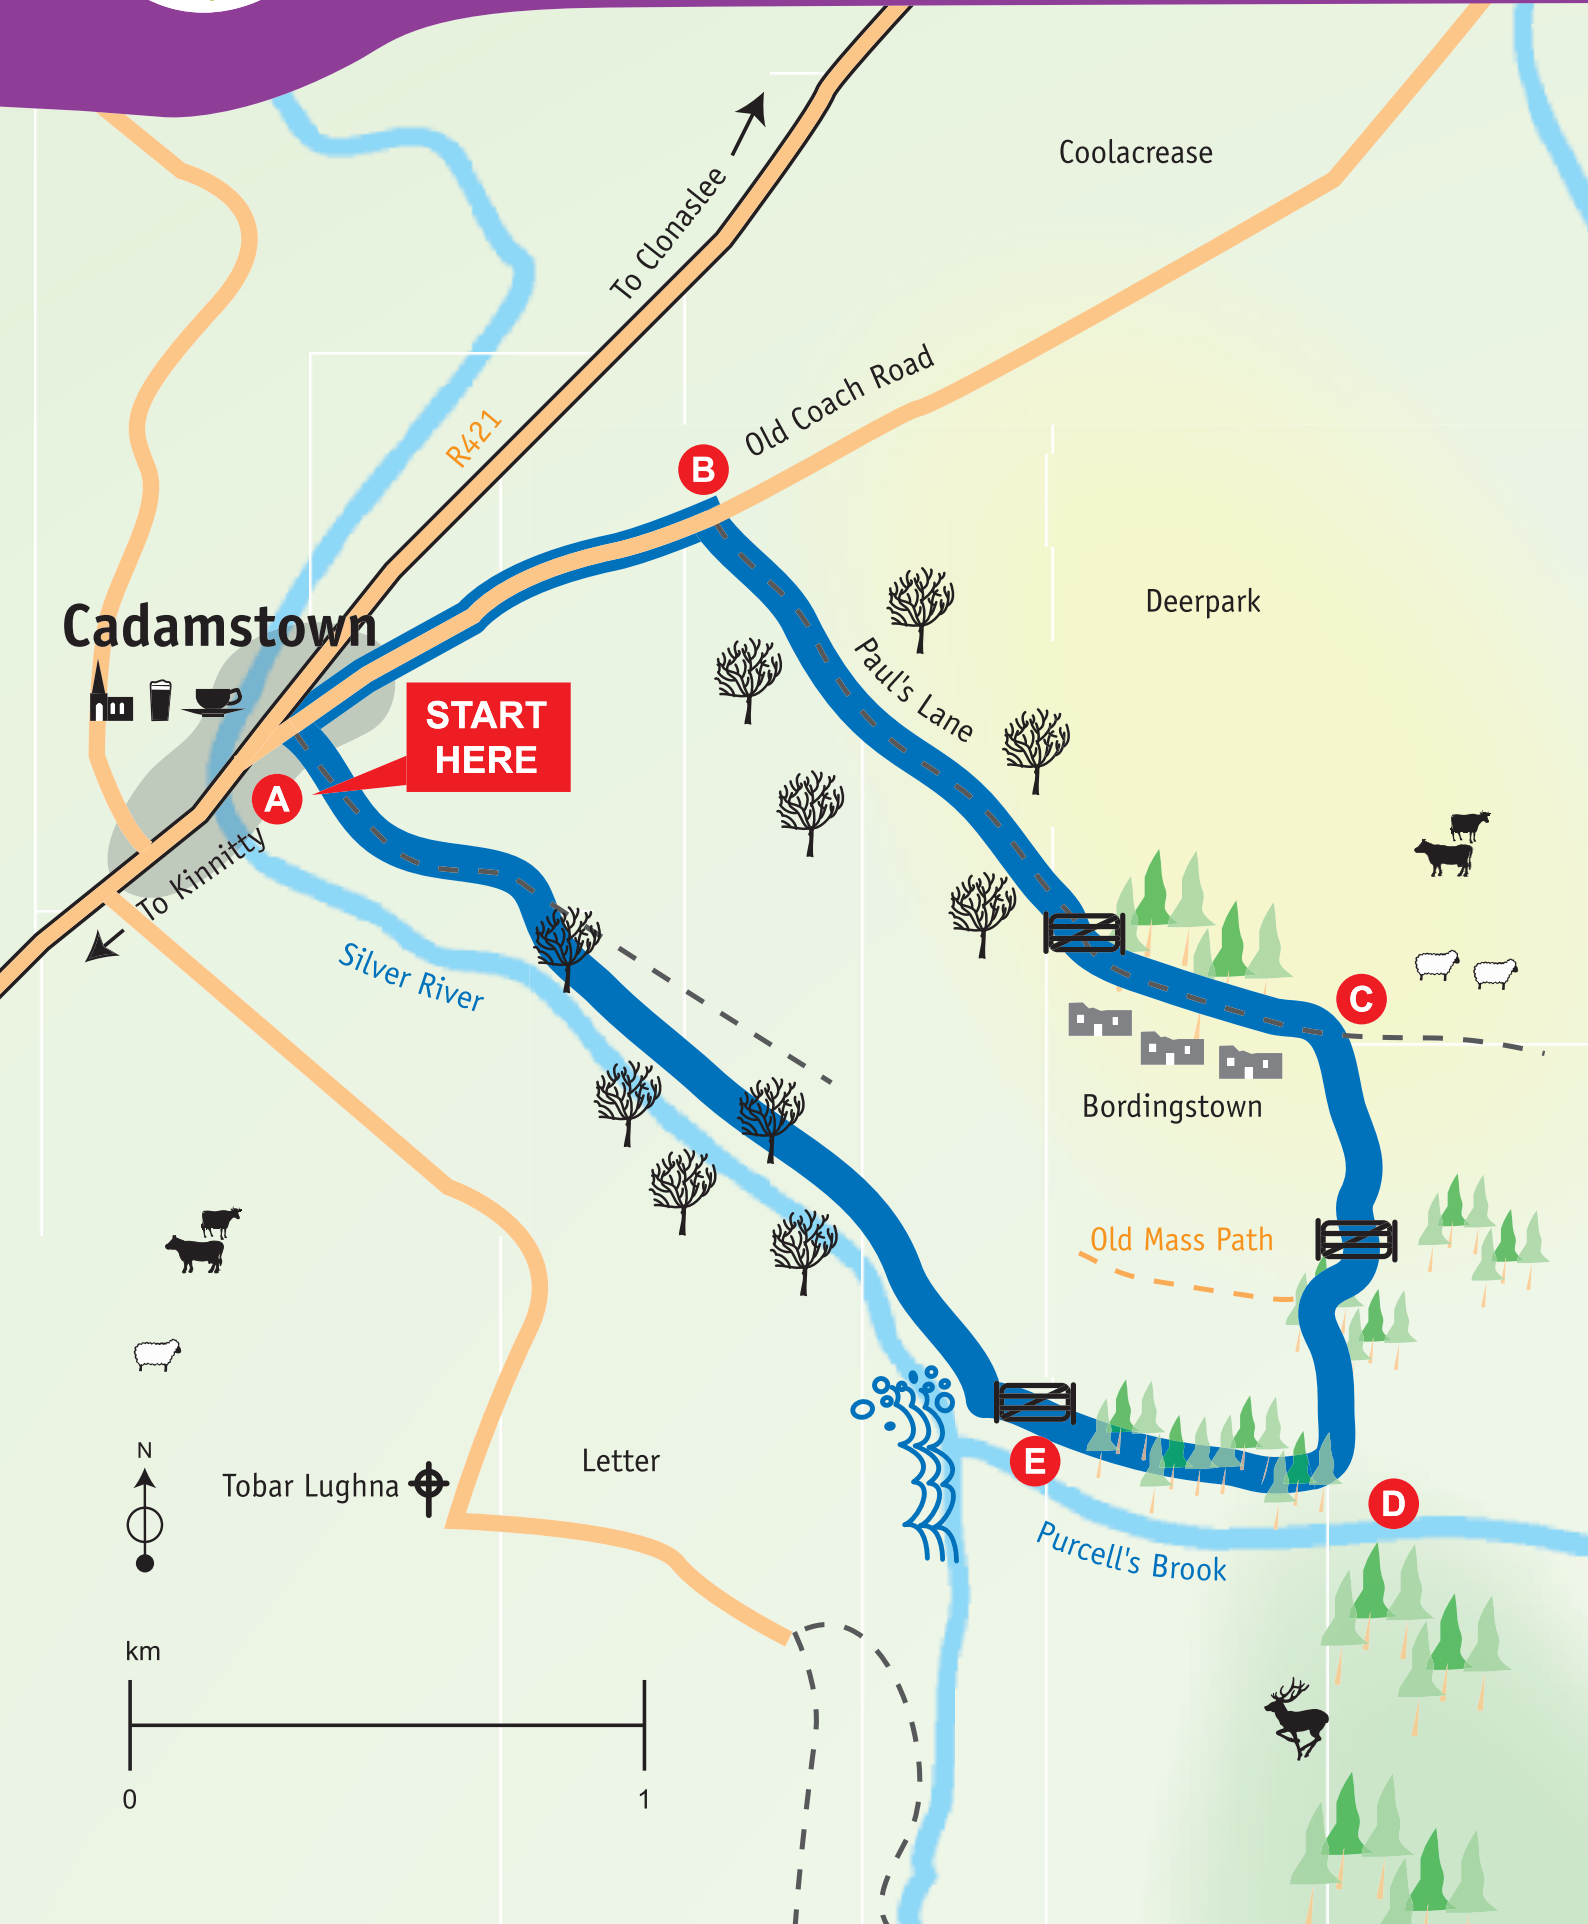 Coolacrease
To Clonaslee
Old Coach Road
R421
B
Deerpark
Cadamstown
Paul's Lane
START
HERE
A
To Kinnitty
Silver River
C
Bordingstown
Old Mass Path
N
Letter
Tobar Lughna
E
D
Purcell's Brook
km
0
1